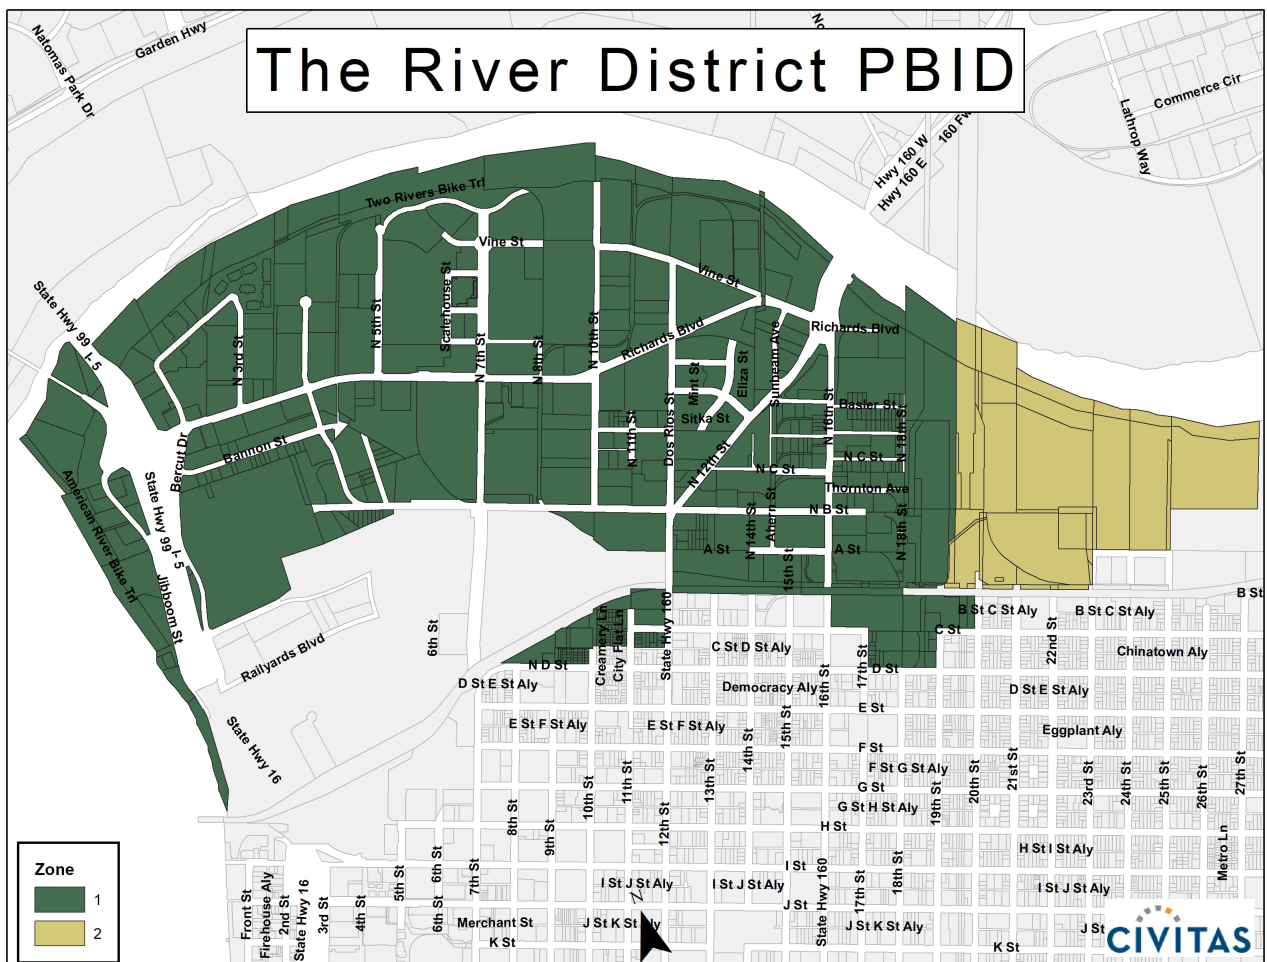 The River District PBID
Natomas Park Dr
Garden Hwy
No
160 Fw
Hwy 160 W
Hwy 160 E
Lathrop Way
Commerce Cir
Two Rivers Bike Trl
Vine St
Scalehouse St
Vine St
State Hwy 99
I-5
N 3rd St
N 5th St
N 7th St
N 8th St
N 10th St
Richards Blvd
Richards Blvd
Mint St
Eliza St
Sunbeam Ave
Sitka St
Basler St
N 16th St
N 18th St
Bercut Dr
Bannon St
N 11th St
Dos Rios St
N 12th St
N C St
N C St
Thornton Ave
N B St
American River Bike Trl
State Hwy 99
I-5
Jibboom St
A St
N 14th St
Ahern St
15th St
A St
N 18th St
Railyards Blvd
6th St
Creamery Ln
City Flat Ln
State Hwy 160
B St
B St C St Aly
B St C St Aly
C St
22nd St
Chinatown Aly
C St D St Aly
N D St
D St E St Aly
Democracy Aly
16th St
17th St
D St
D St E St Aly
E St
E St F St Aly
E St F St Aly
15th St
Eggplant Aly
State Hwy 16
14th St
F St
F St G St Aly
13th St
10th St
11th St
G St
G St H St Aly
19th St
20th St
21st St
23rd St
24th St
25th St
26th St
27th St
8th St
9th St
12th St
H St
H St I St Aly
Metro Ln
Zone
1
2
Front St
Firehouse Aly
2nd St
State Hwy 16
3rd St
4th St
5th St
6th St
6th St
7th St
I St
I St J St Aly
I St J St Aly
I St J St Aly
State Hwy 160
17th St
18th St
J St
Merchant St
J St K St Aly
J St K St Aly
J St
K St
K St
N
CIVITAS